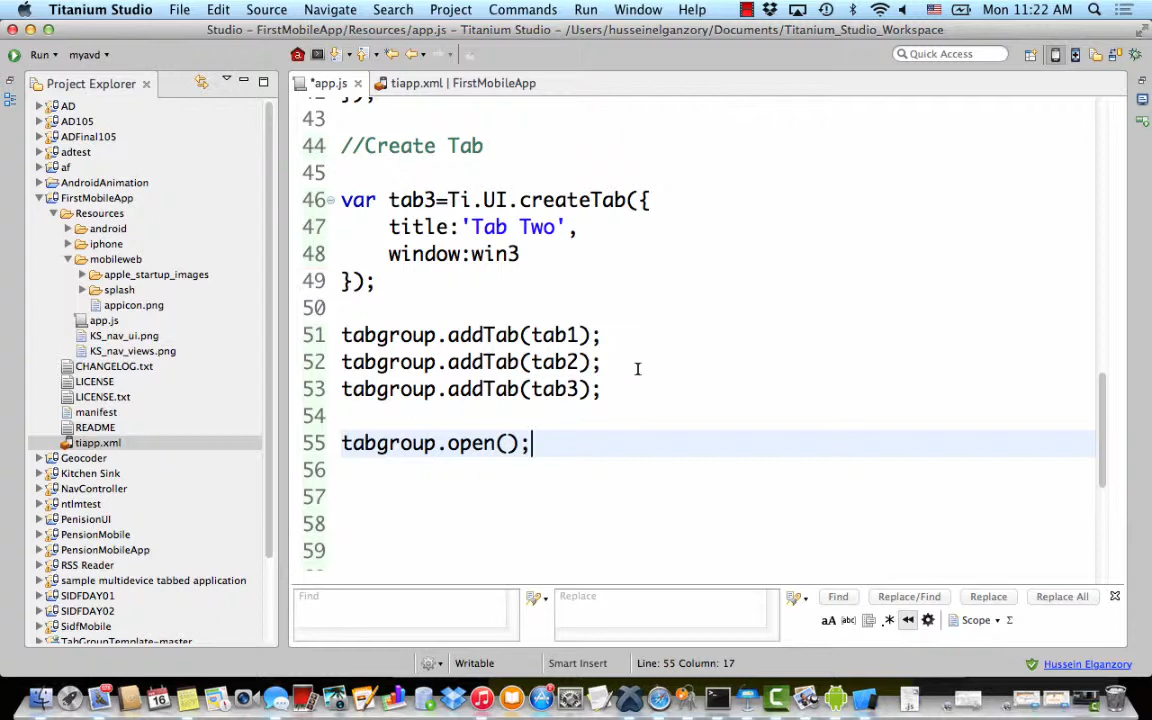 Titanium Studio File Edit Source Navigate Search Project Commands Run Window Help Mon 11:22 AM
Studio - FirstMobileApp/Resources/app.js - Titanium Studio - /Users/husseinelganzory/Documents/Titanium_Studio_Workspace
Run myavd Quick Access
Project Explorer
*app.js tiapp.xml | FirstMobileApp
AD
AD105
ADFinal105
adtest
af
AndroidAnimation
FirstMobileApp
Resources
android
iphone
mobileweb
apple_startup_images
splash
appicon.png
app.js
KS_nav_ui.png
KS_nav_views.png
CHANGELOG.txt
LICENSE
LICENSE.txt
manifest
README
tiapp.xml
Geocoder
Kitchen Sink
NavController
ntlmtest
PenisionUI
PensionMobile
PensionMobileApp
RSS Reader
sample multidevice tabbed application
SIDFDAY01
SIDFDAY02
SidfMobile
TabGroupTemplate-master
42 });
43
44 //Create Tab
45
46 var tab3=Ti.UI.createTab({
47 title:'Tab Two',
48 window:win3
49 });
50
51 tabgroup.addTab(tab1);
52 tabgroup.addTab(tab2);
53 tabgroup.addTab(tab3);
54
55 tabgroup.open();
56
57
58
59
Find Replace Find Replace/Find Replace Replace All
aA abc .* Scope Σ
Writable Smart Insert Line: 55 Column: 17 Hussein Elganzory